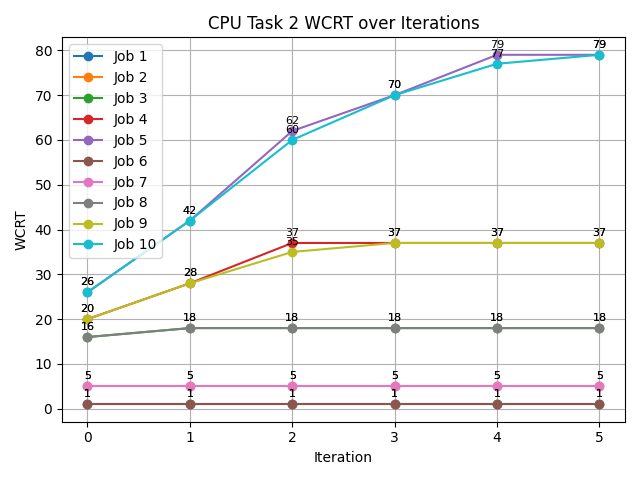 CPU Task 2 WCRT over Iterations
WCRT
80
70
60
50
40
30
20
10
0
Job 1
Job 2
Job 3
Job 4
Job 5
Job 6
Job 7
Job 8
Job 9
Job 10
26 42 62 60 70 79 77 79
20 28 37 35 37 37 37
16 18 18 18 18 18
5 5 5 5 5 5
1 1 1 1 1 1
0 1 2 3 4 5
Iteration